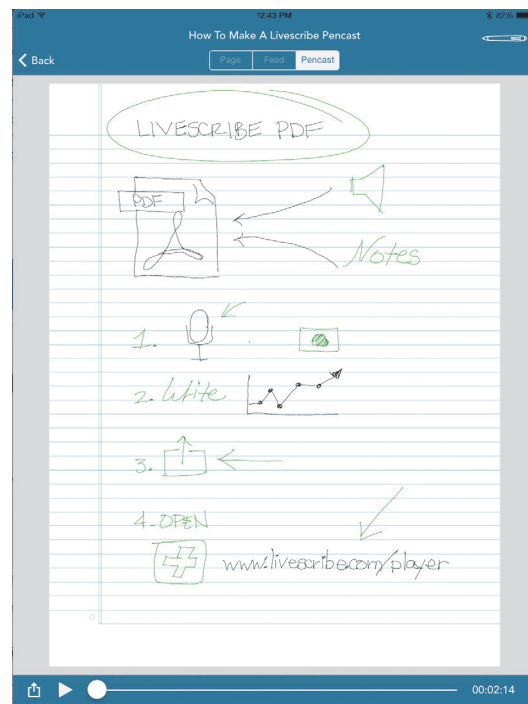 iPad 12:43 PM 82%
How To Make A Livescribe Pencast
Back Page Feed Pencast
LIVESCRIBE PDF
PDF
Notes
1.
2. Write
3.
4-OPEN
www.livescribe.com/player
00:02:14